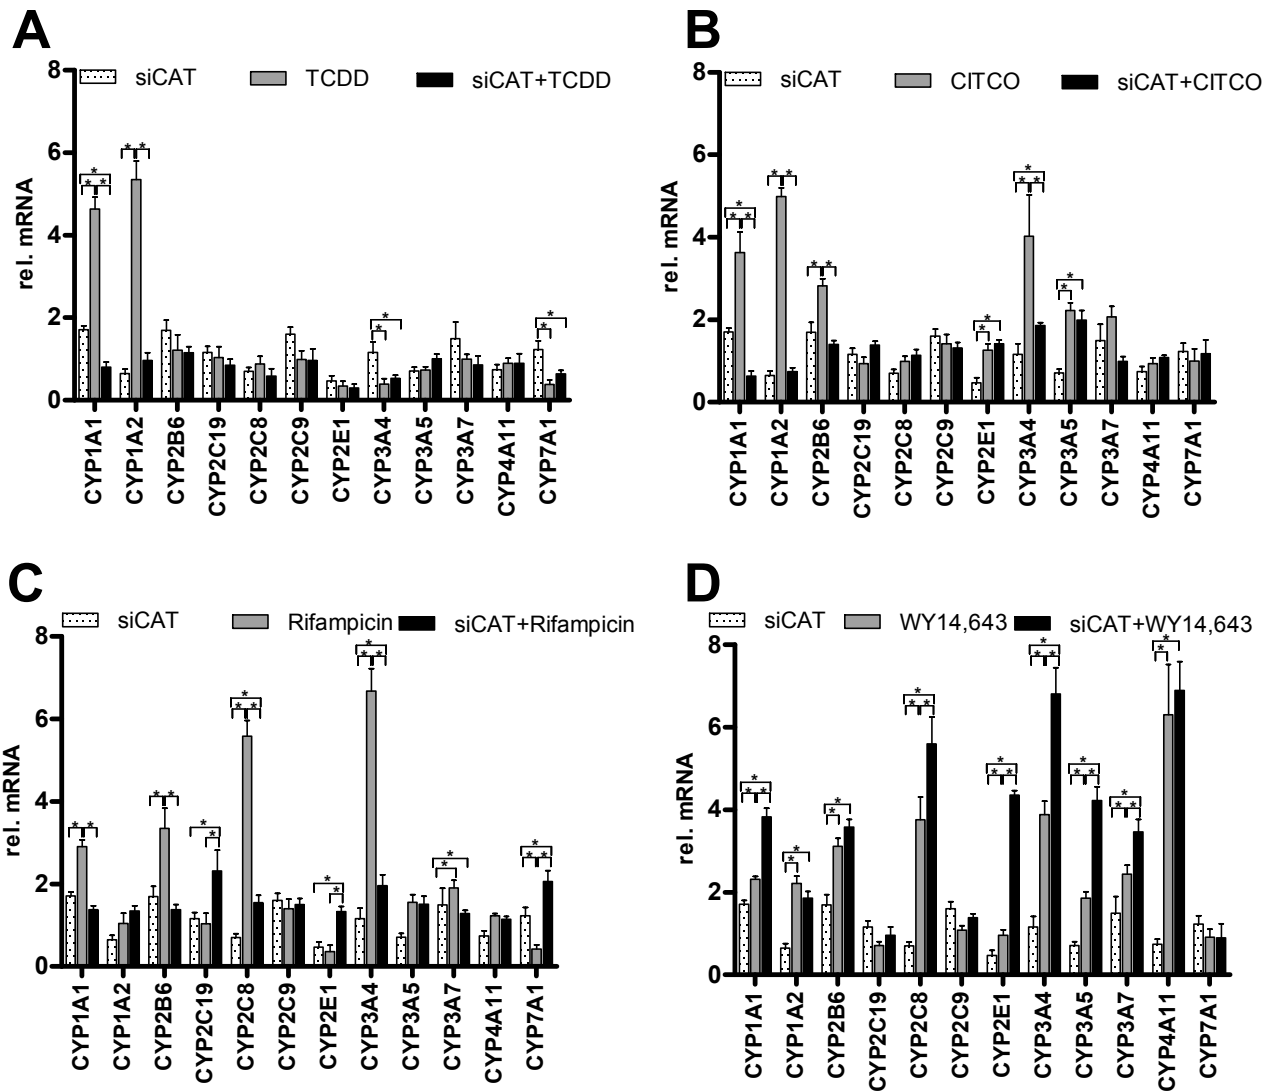 A
siCAT TCDD siCAT+TCDD
rel. mRNA
8
6
4
2
0
* * * * * * * * * *
CYP1A1 CYP1A2 CYP2B6 CYP2C19 CYP2C8 CYP2C9 CYP2E1 CYP3A4 CYP3A5 CYP3A7 CYP4A11 CYP7A1
B
siCAT CITCO siCAT+CITCO
rel. mRNA
8
6
4
2
0
* * * * * * * * * * * * * *
CYP1A1 CYP1A2 CYP2B6 CYP2C19 CYP2C8 CYP2C9 CYP2E1 CYP3A4 CYP3A5 CYP3A7 CYP4A11 CYP7A1
C
siCAT Rifampicin siCAT+Rifampicin
rel. mRNA
8
6
4
2
0
* * * * * * * * * * * * * * * * * * *
CYP1A1 CYP1A2 CYP2B6 CYP2C19 CYP2C8 CYP2C9 CYP2E1 CYP3A4 CYP3A5 CYP3A7 CYP4A11 CYP7A1
D
siCAT WY14,643 siCAT+WY14,643
rel. mRNA
8
6
4
2
0
* * * * * * * * * * * * * * * * * * * * * * * *
CYP1A1 CYP1A2 CYP2B6 CYP2C19 CYP2C8 CYP2C9 CYP2E1 CYP3A4 CYP3A5 CYP3A7 CYP4A11 CYP7A1